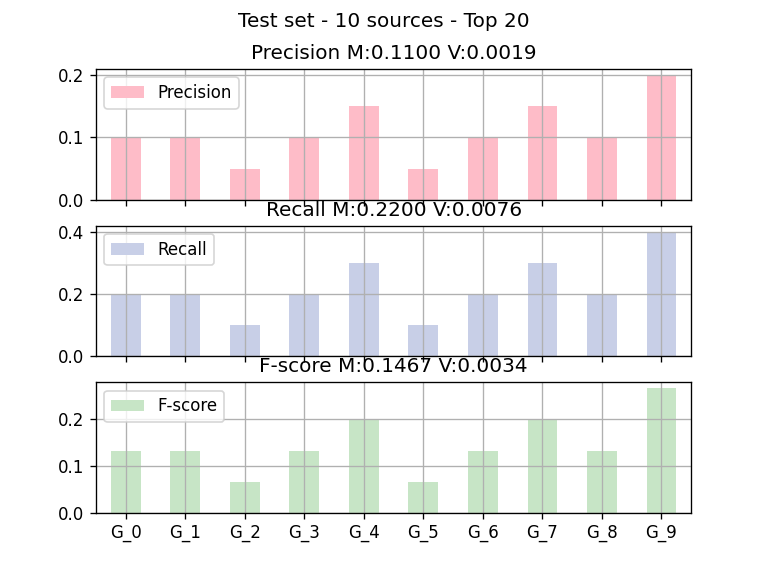 Test set - 10 sources - Top 20
Precision M:0.1100 V:0.0019
0.2
0.1
0.0
Precision
Recall M:0.2200 V:0.0076
0.4
0.2
0.0
Recall
F-score M:0.1467 V:0.0034
0.2
0.1
0.0
F-score
G_0 G_1 G_2 G_3 G_4 G_5 G_6 G_7 G_8 G_9